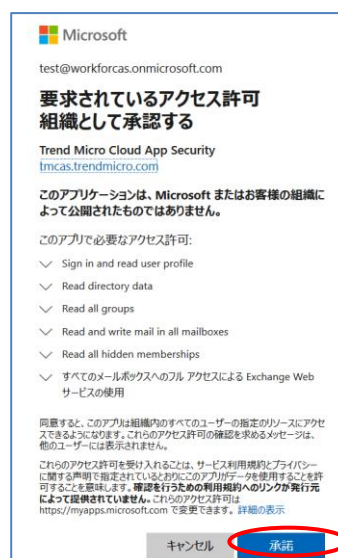 Microsoft
test@workforcas.onmicrosoft.com
要求されているアクセス許可
組織として承認する
Trend Micro Cloud App Security
tmcas.trendmicro.com
このアプリケーションは、Microsoft またはお客様の組織に
よって公開されたものではありません。
このアプリで必要なアクセス許可:
Sign in and read user profile
Read directory data
Read all groups
Read and write mail in all mailboxes
Read all hidden memberships
すべてのメールボックスへのフル アクセスによる Exchange Web
サービスの使用
同意すると、このアプリは組織内のすべてのユーザーの指定のリソースにアクセ
スできるようになります。これらのアクセス許可の確認を求めるメッセージは、
他のユーザーには表示されません。
これらのアクセス許可を受け入れることは、サービス利用規約とプライバシー
に関する声明で指定されているとおりにこのアプリがデータを使用することを許
可することを意味します。確認を行うための利用規約へのリンクが発行元
によって提供されていません。これらのアクセス許可は
https://myapps.microsoft.com で変更できます。詳細の表示
キャンセル
承諾